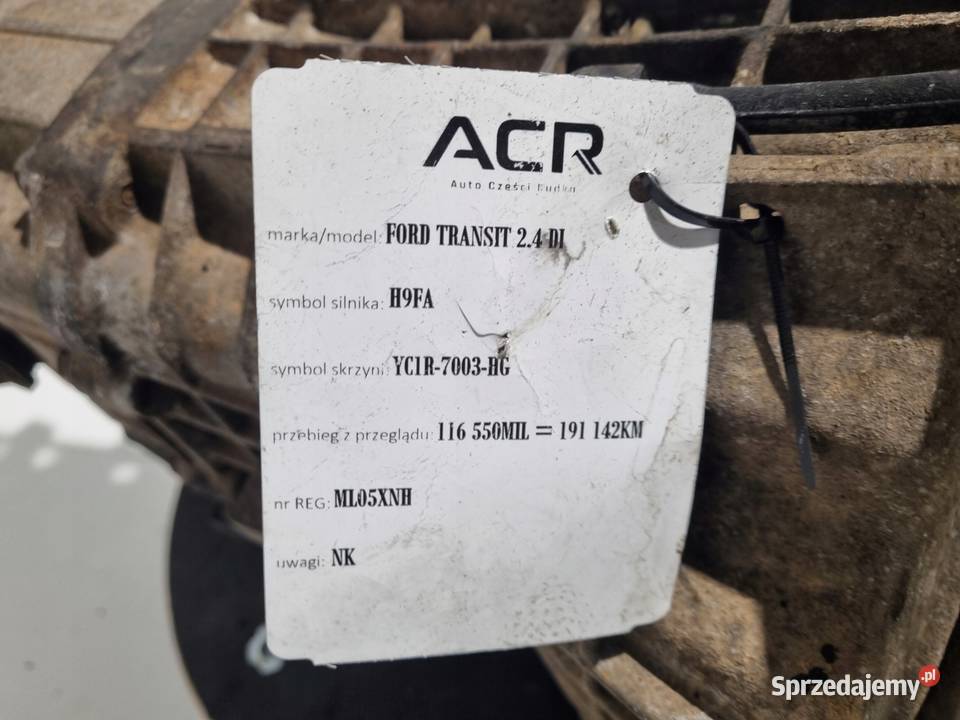 ACR
Auto Części Rudka
marka/model: FORD TRANSIT 2.4 DI
symbol silnika: H9FA
symbol skrzyni: YC1R-7003-HG
przebieg z przeglądu: 116 550MIL = 191 142KM
nr REG: ML05XNH
uwagi: NK
Sprzedajemy.pl